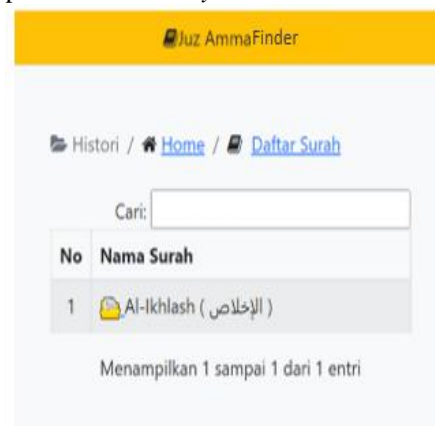 Juz AmmaFinder
Histori / Home / Daftar Surah
Cari:
No Nama Surah
1 Al-Ikhlash ( الإخلاص )
Menampilkan 1 sampai 1 dari 1 entri